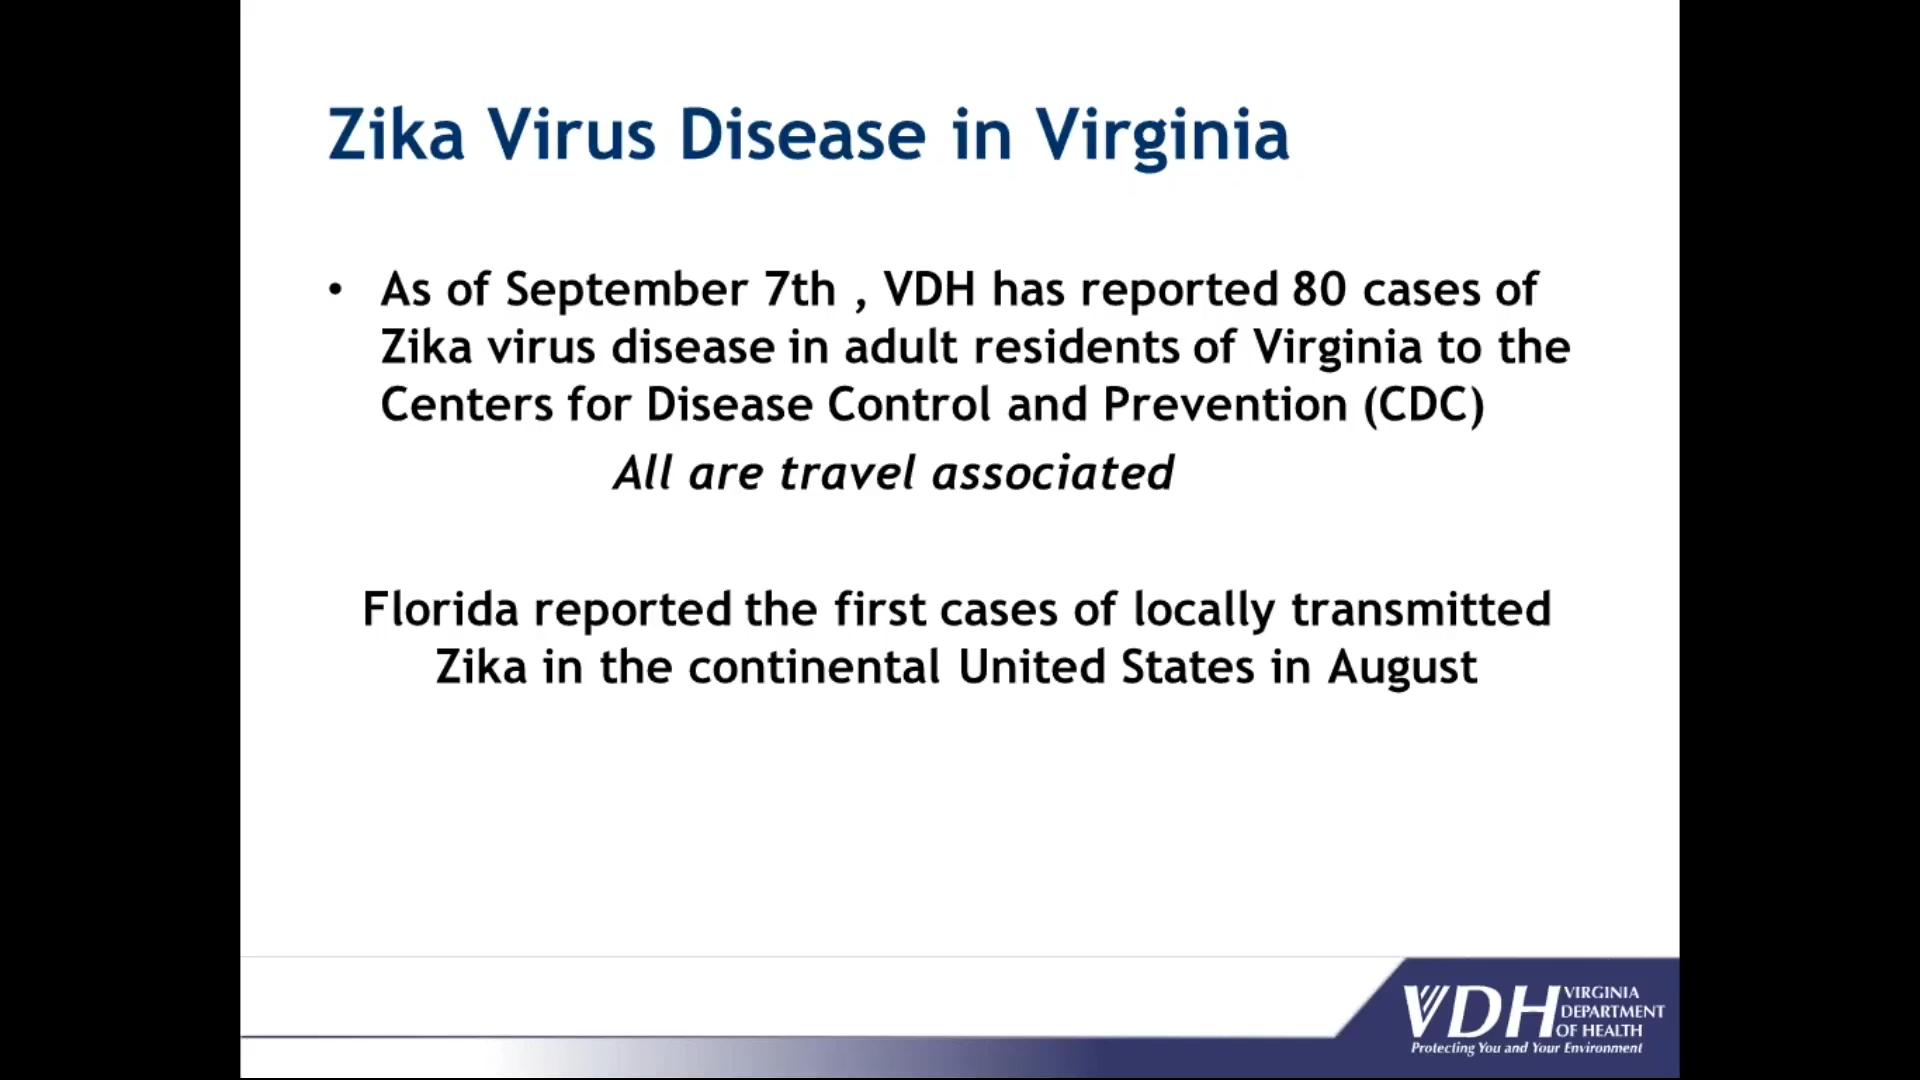 Zika Virus Disease in Virginia
• As of September 7th , VDH has reported 80 cases of
Zika virus disease in adult residents of Virginia to the
Centers for Disease Control and Prevention (CDC)
All are travel associated
Florida reported the first cases of locally transmitted
Zika in the continental United States in August
VDH VIRGINIA
DEPARTMENT
OF HEALTH
Protecting You and Your Environment